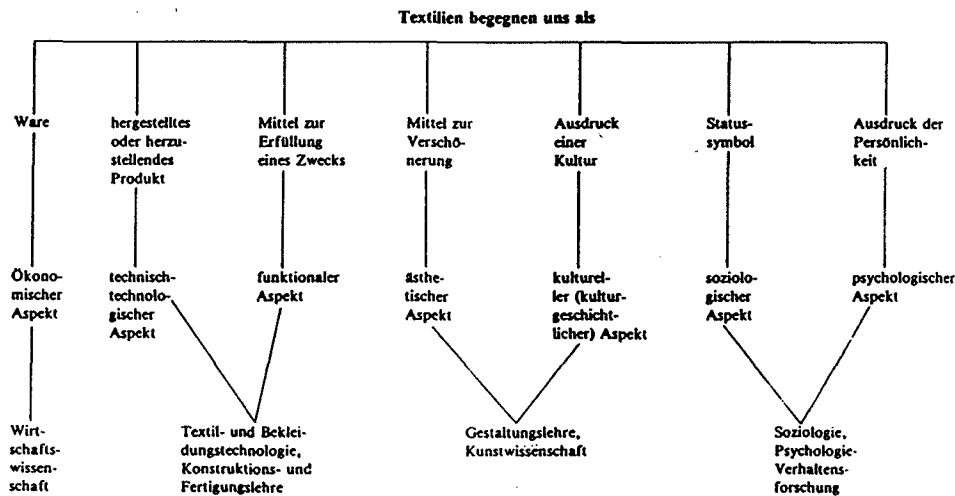 Textilien begegnen uns als
Ware
hergestelltes
oder herzu-
stellendes
Produkt
Mittel zur
Erfüllung
eines Zwecks
Mittel zur
Verschö-
nerung
Ausdruck
einer
Kultur
Status-
symbol
Ausdruck der
Persönlich-
keit
Ökono-
mischer
Aspekt
technisch-
technolo-
gischer
Aspekt
funktionaler
Aspekt
ästhe-
tischer
Aspekt
kulturel-
ler (kultur-
geschicht-
licher) Aspekt
soziolo-
gischer
Aspekt
psychologischer
Aspekt
Wirt-
schafts-
wissen-
schaft
Textil- und Beklei-
dungstechnologie,
Konstruktions- und
Fertigungslehre
Gestaltungslehre,
Kunstwissenschaft
Soziologie,
Psychologie-
Verhaltens-
forschung